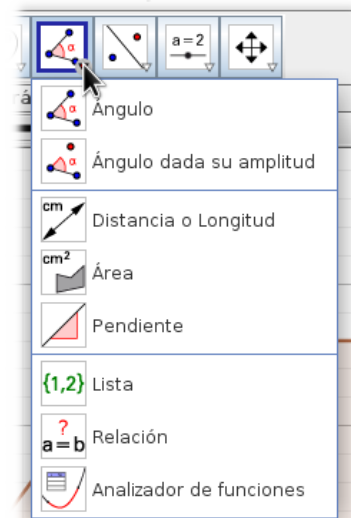 α
a=2
rá
α Ángulo
α Ángulo dada su amplitud
cm Distancia o Longitud
cm² Área
Pendiente
{1,2} Lista
?
a=b Relación
Analizador de funciones